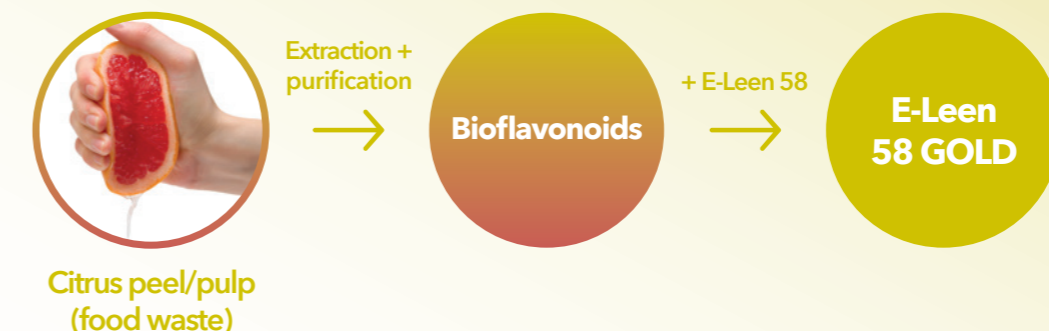 Extraction +
purification
+ E-Leen 58
Bioflavonoids
E-Leen
58 GOLD
Citrus peel/pulp
(food waste)